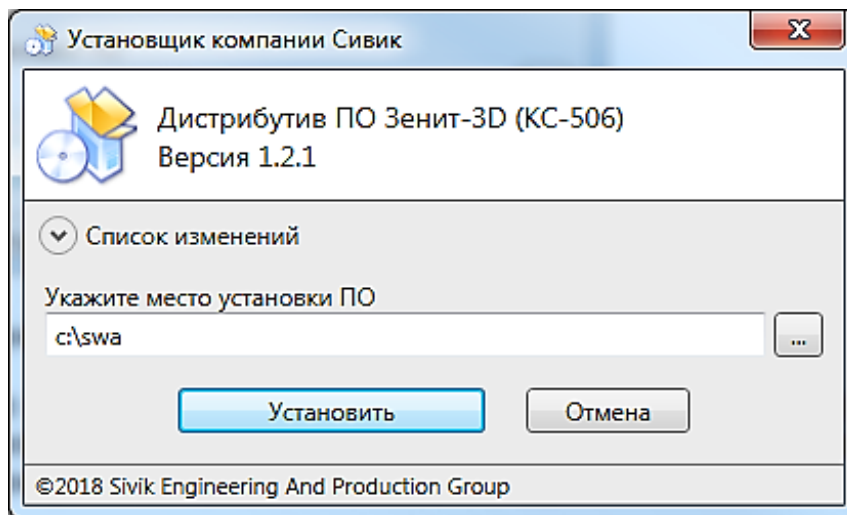 Установщик компании Сивик
Дистрибутив ПО Зенит-3D (КС-506)
Версия 1.2.1
Список изменений
Укажите место установки ПО
c:\swa
...
Установить Отмена
©2018 Sivik Engineering And Production Group